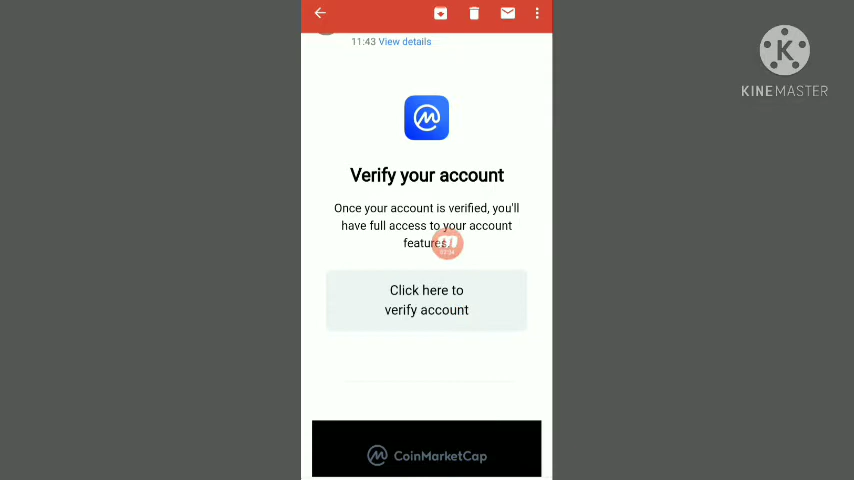 11:43 View details
KINEMASTER
Verify your account
Once your account is verified, you'll
have full access to your account
features.
Click here to
verify account
CoinMarketCap